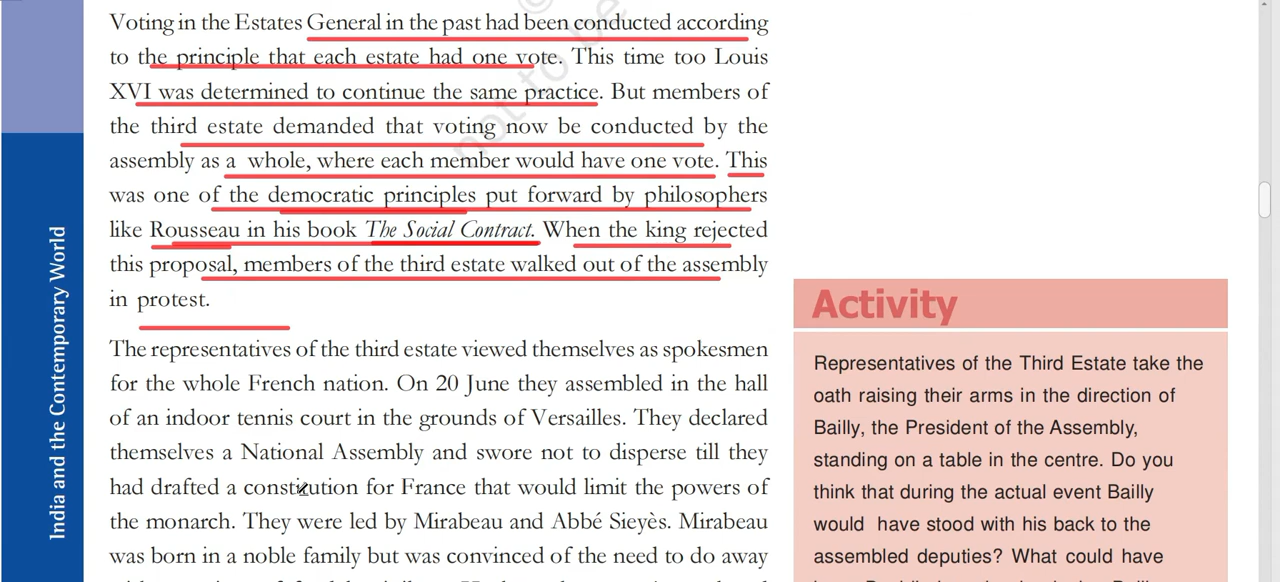 Voting in the Estates General in the past had been conducted according
to the principle that each estate had one vote. This time too Louis
XVI was determined to continue the same practice. But members of
the third estate demanded that voting now be conducted by the
assembly as a whole, where each member would have one vote. This
was one of the democratic principles put forward by philosophers
like Rousseau in his book The Social Contract. When the king rejected
this proposal, members of the third estate walked out of the assembly
in protest.
The representatives of the third estate viewed themselves as spokesmen
for the whole French nation. On 20 June they assembled in the hall
of an indoor tennis court in the grounds of Versailles. They declared
themselves a National Assembly and swore not to disperse till they
had drafted a constitution for France that would limit the powers of
the monarch. They were led by Mirabeau and Abbé Sieyès. Mirabeau
was born in a noble family but was convinced of the need to do away
Activity
Representatives of the Third Estate take the
oath raising their arms in the direction of
Bailly, the President of the Assembly,
standing on a table in the centre. Do you
think that during the actual event Bailly
would have stood with his back to the
assembled deputies? What could have
India and the Contemporary World
not to be
©